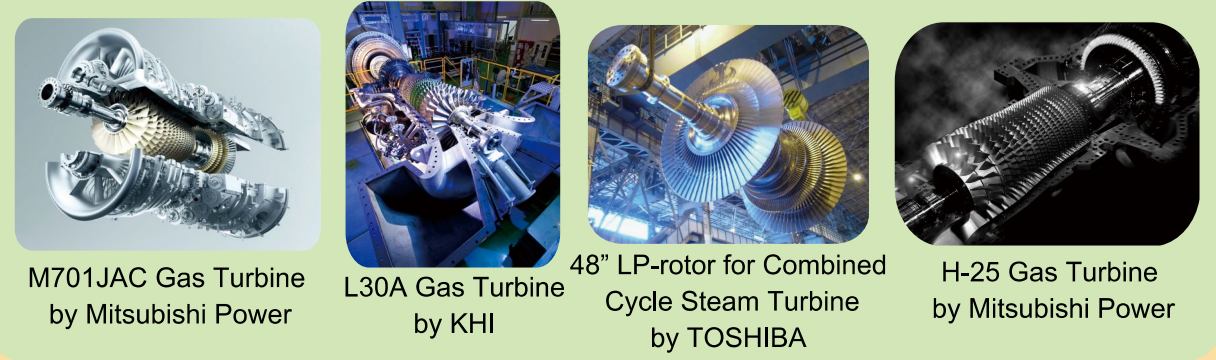 M701JAC Gas Turbine
by Mitsubishi Power
L30A Gas Turbine
by KHI
48” LP-rotor for Combined
Cycle Steam Turbine
by TOSHIBA
H-25 Gas Turbine
by Mitsubishi Power